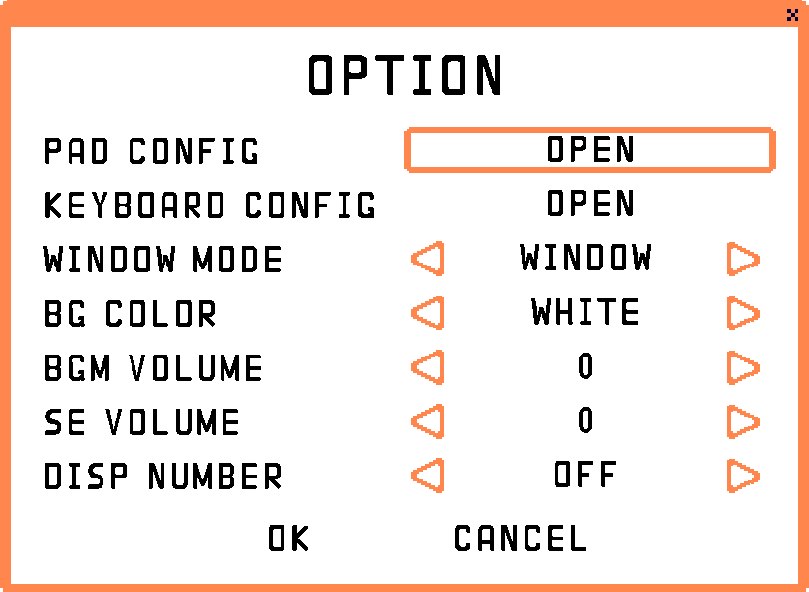 OPTION
PAD CONFIG OPEN
KEYBOARD CONFIG OPEN
WINDOW MODE WINDOW
BG COLOR WHITE
BGM VOLUME 0
SE VOLUME 0
DISP NUMBER OFF
OK CANCEL